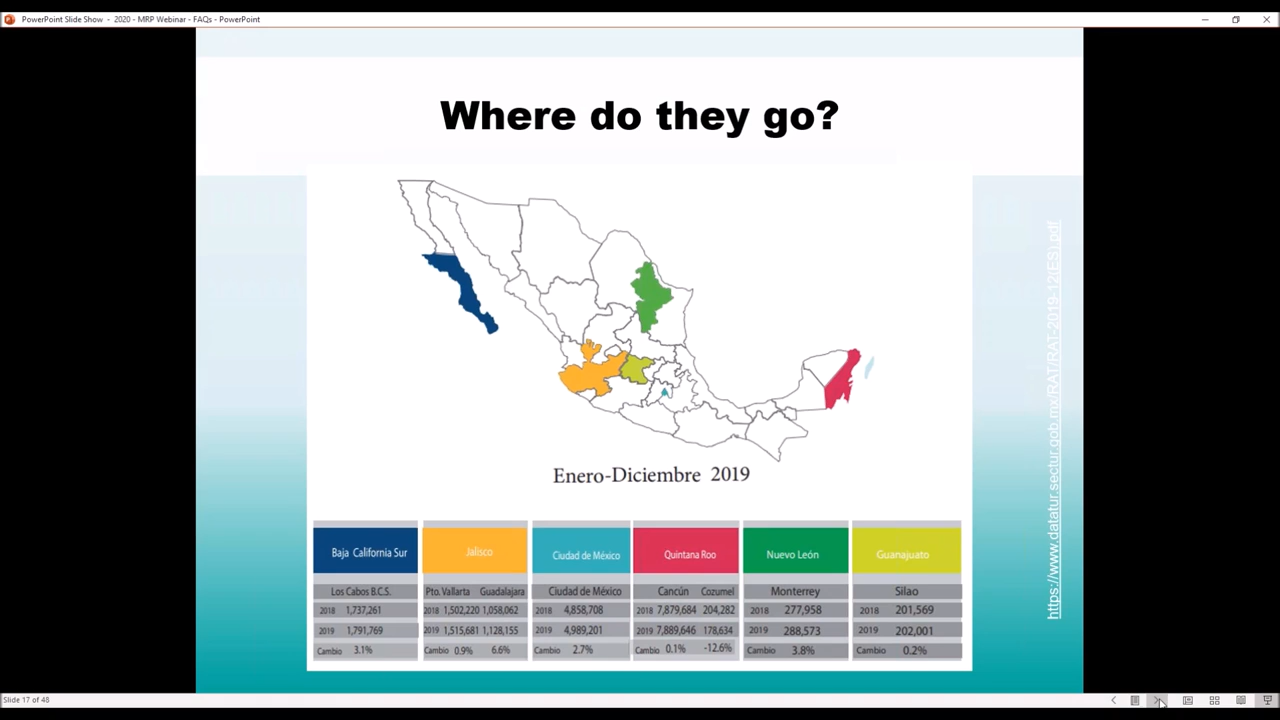 PowerPoint Slide Show - 2020 - MRP Webinar - FAQs - PowerPoint
Where do they go?
https://www.datatur.sectur.gob.mx/RAT/RAT-2019-12(ES).pdf
Enero-Diciembre 2019
Baja California Sur Jalisco Ciudad de México Quintana Roo Nuevo León Guanajuato
Los Cabos B.C.S. Pto. Vallarta Guadalajara Ciudad de México Cancún Cozumel Monterrey Silao
2018 1,737,261 2018 1,502,220 1,058,062 2018 4,858,708 2018 7,879,684 204,282 2018 277,958 2018 201,569
2019 1,791,769 2019 1,515,681 1,128,155 2019 4,989,201 2019 7,889,646 178,634 2019 288,573 2019 202,001
Cambio 3.1% Cambio 0.9% 6.6% Cambio 2.7% Cambio 0.1% -12.6% Cambio 3.8% Cambio 0.2%
Slide 17 of 48